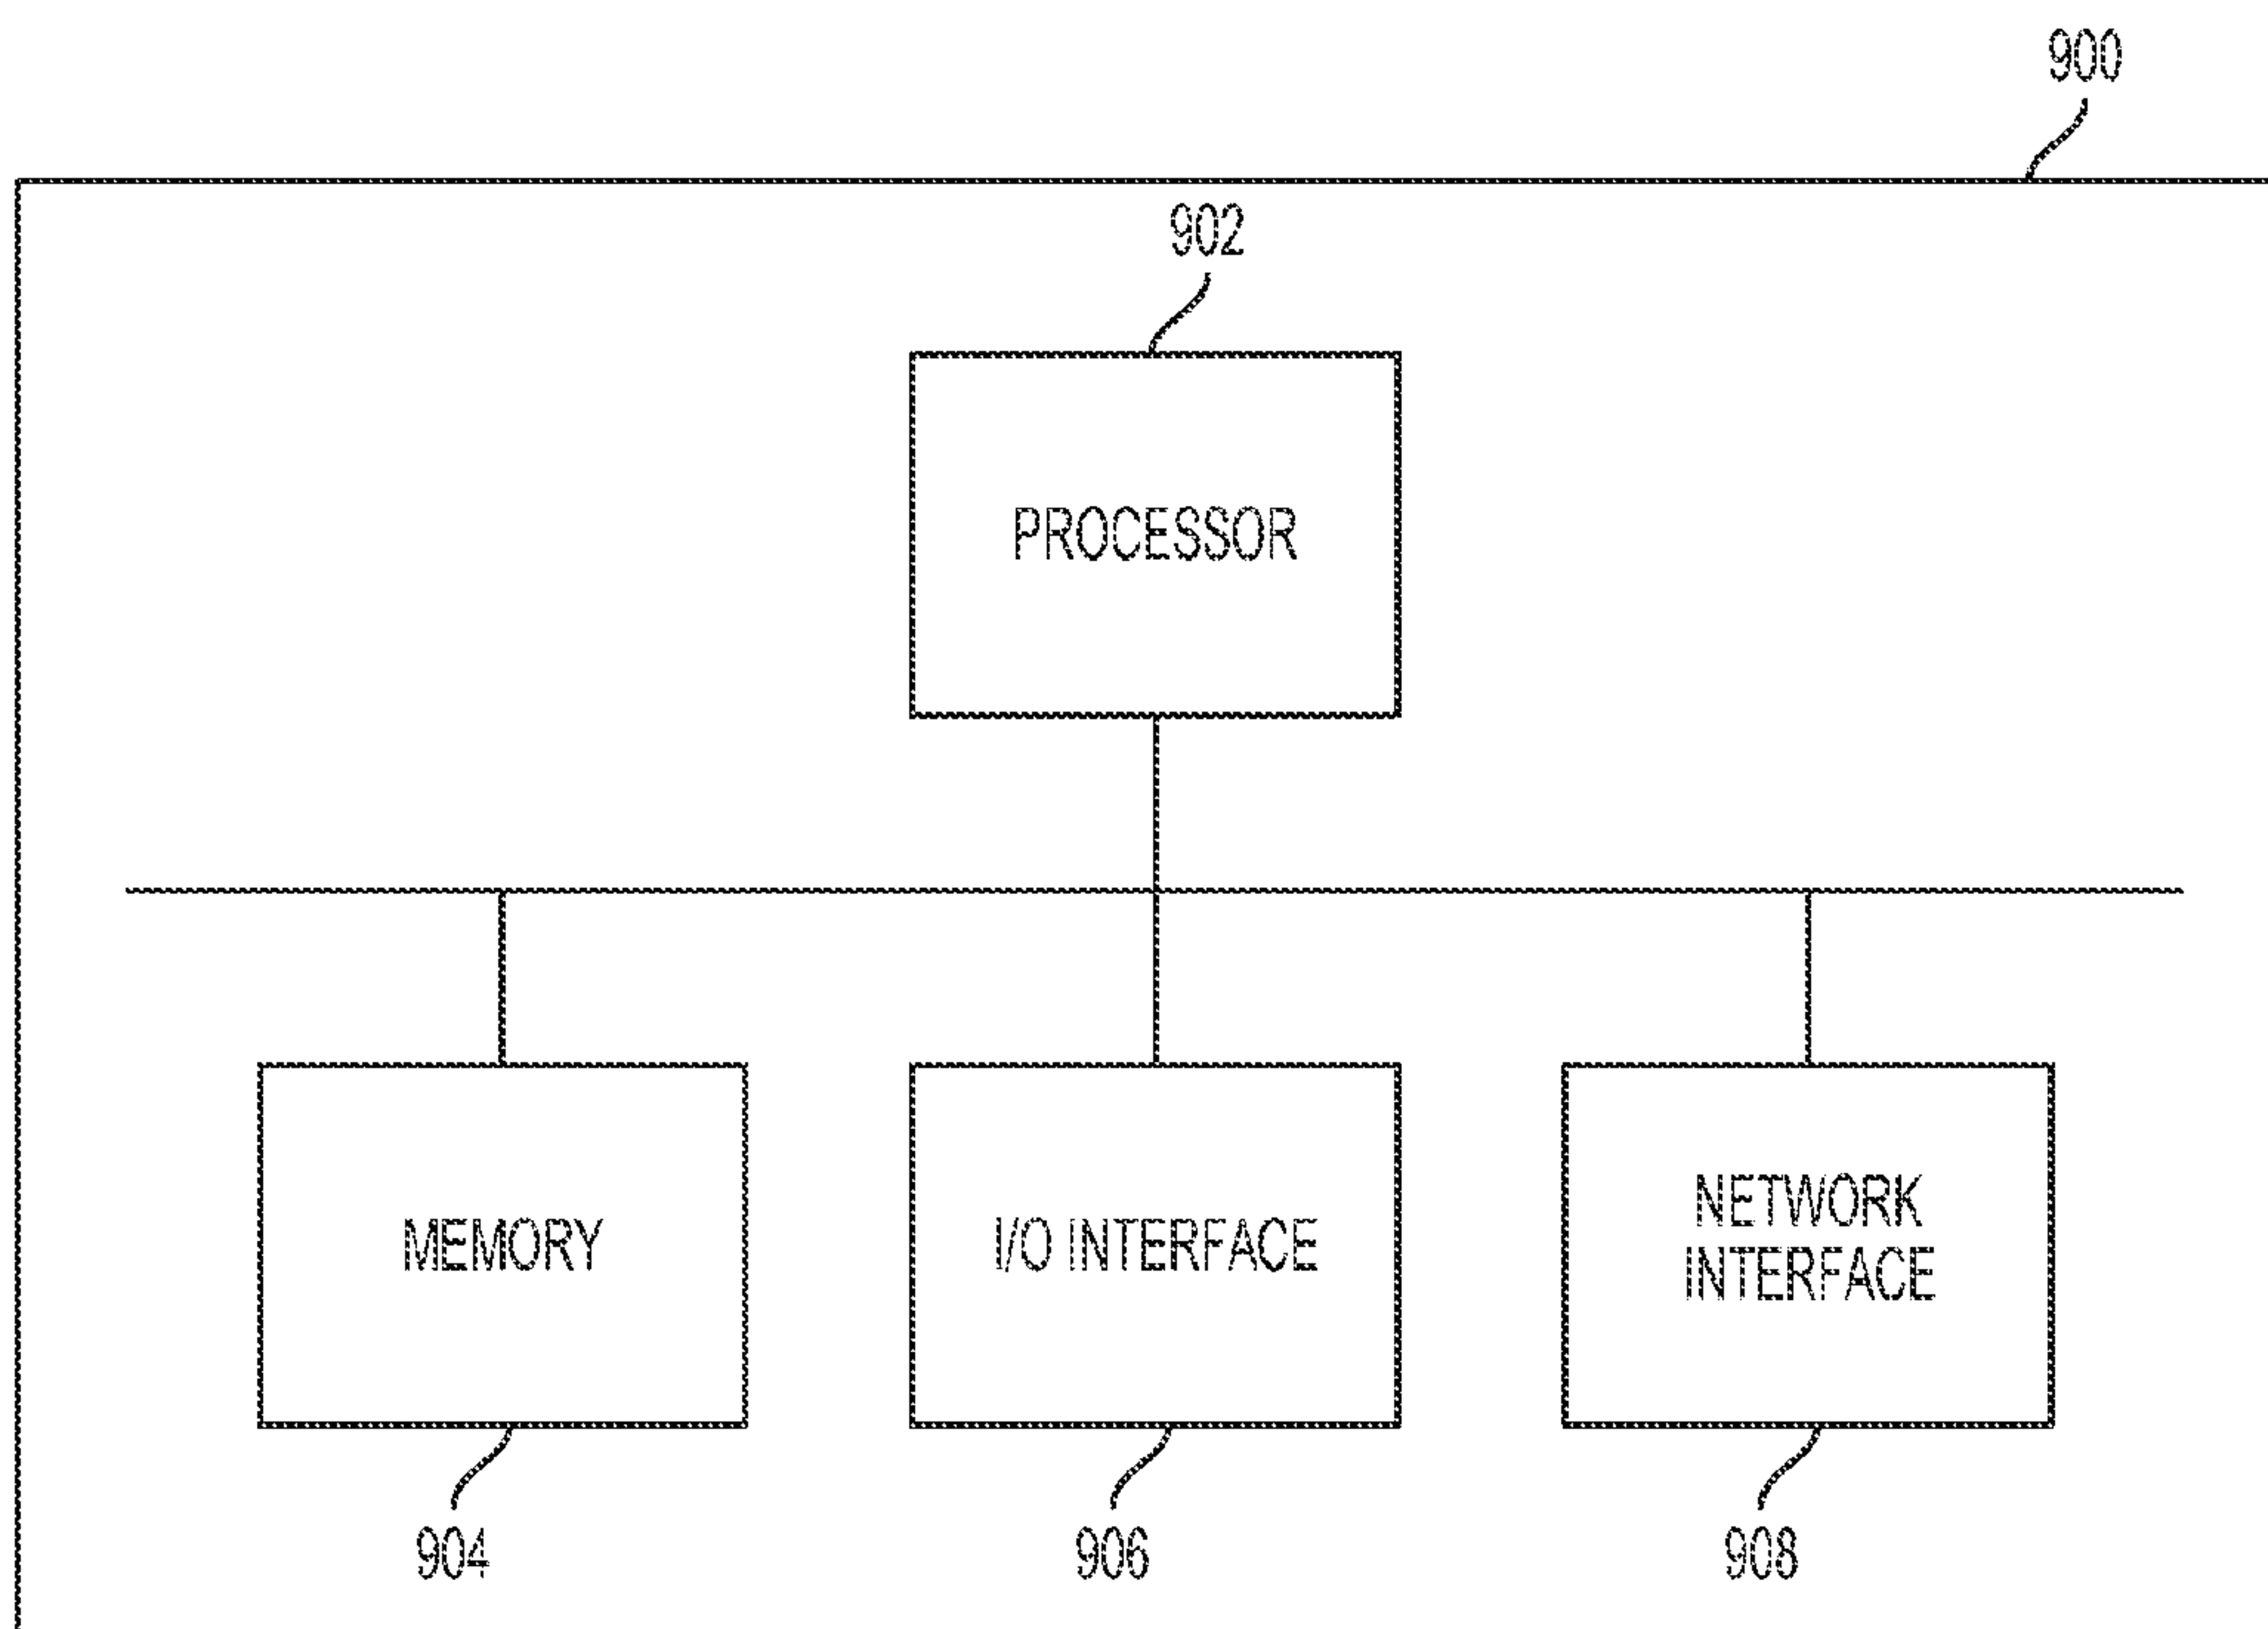 900
902
PROCESSOR
MEMORY
I/O INTERFACE
NETWORK
INTERFACE
904
906
908